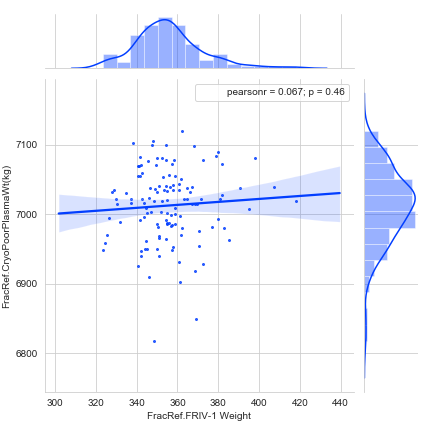 pearsonr = 0.067; p = 0.46
7100
7000
6900
6800
FracRef.CryoPoorPlasmaWt(kg)
300 320 340 360 380 400 420 440
FracRef.FRIV-1 Weight